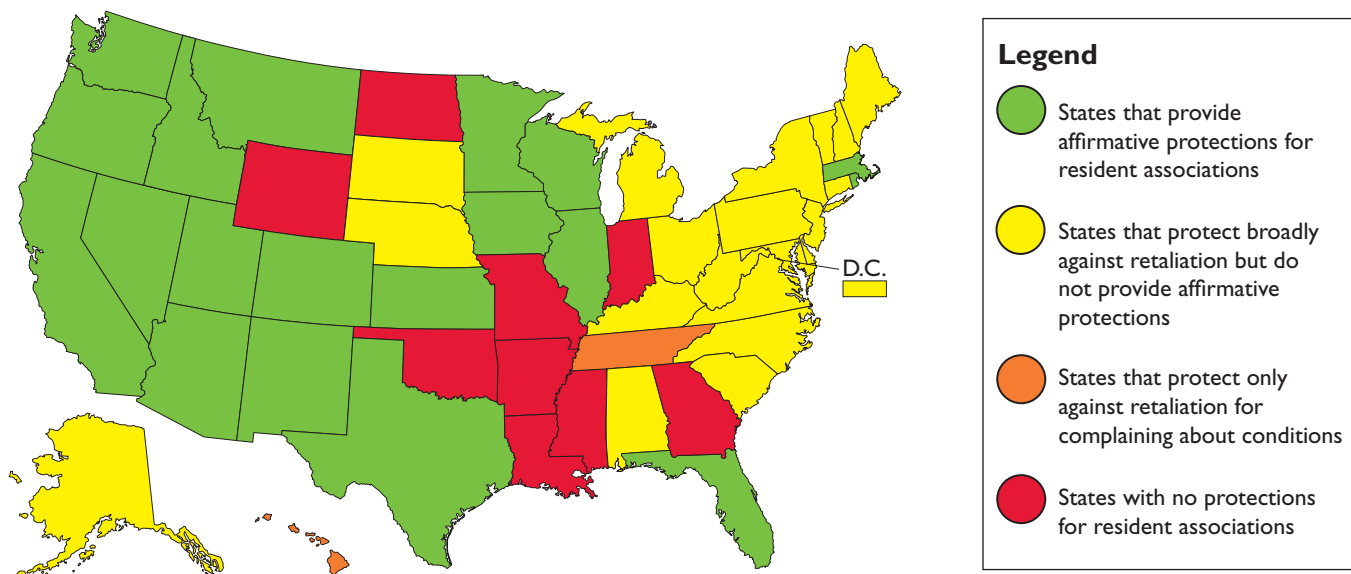 D.C.
Legend
States that provide
affirmative protections for
resident associations
States that protect broadly
against retaliation but do
not provide affirmative
protections
States that protect only
against retaliation for
complaining about conditions
States with no protections
for resident associations